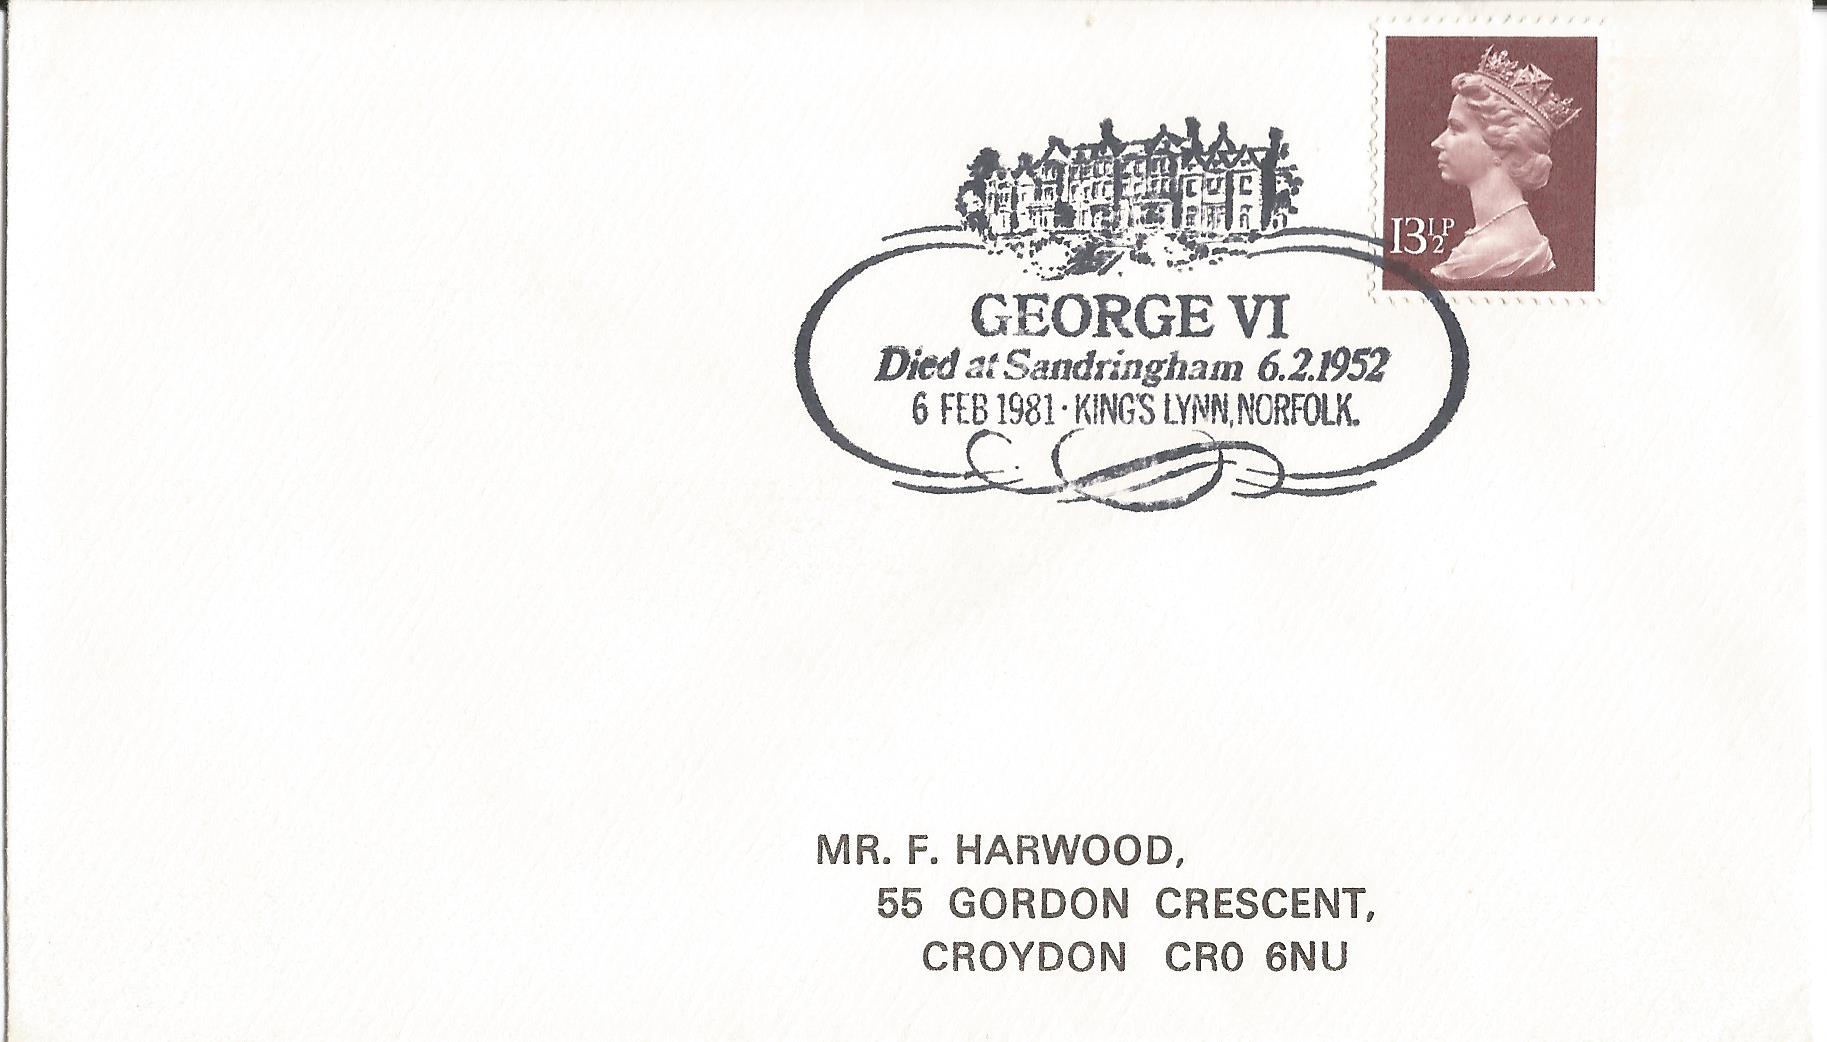 13½P
GEORGE VI
Died at Sandringham 6.2.1952
6 FEB 1981 · KING'S LYNN, NORFOLK.
MR. F. HARWOOD,
55 GORDON CRESCENT,
CROYDON CR0 6NU